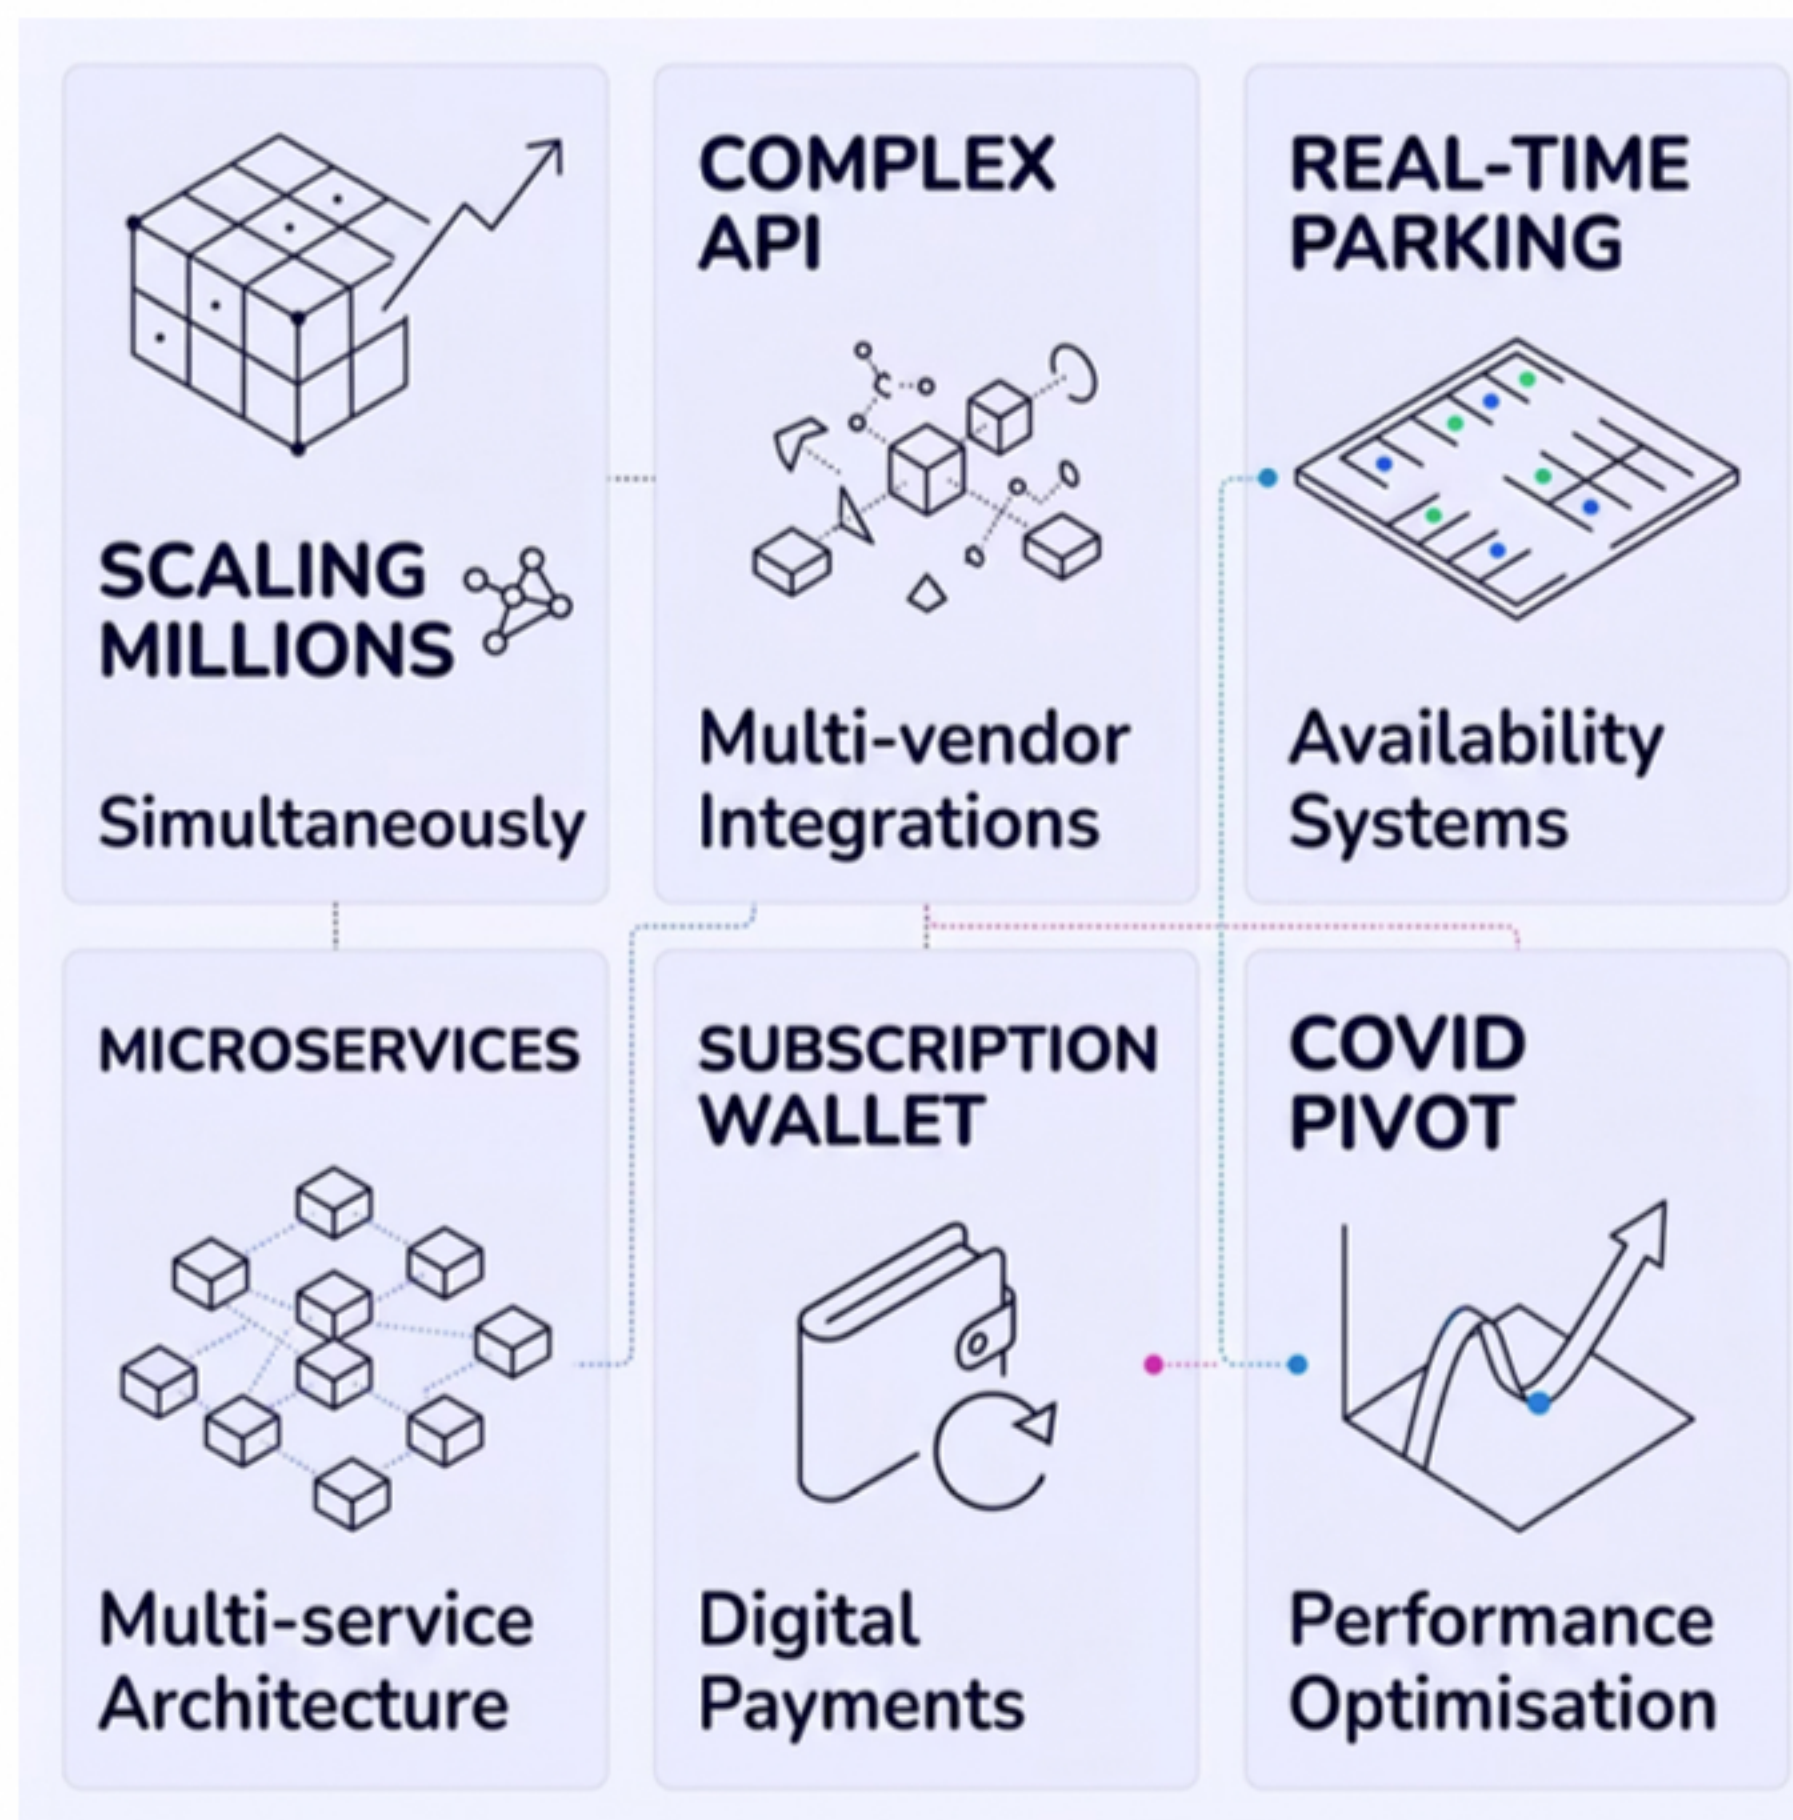 SCALING
MILLIONS
Simultaneously
COMPLEX
API
Multi-vendor
Integrations
REAL-TIME
PARKING
Availability
Systems
MICROSERVICES
Multi-service
Architecture
SUBSCRIPTION
WALLET
Digital
Payments
COVID
PIVOT
Performance
Optimisation